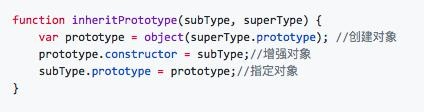 function inheritPrototype(subType, superType) {
    var prototype = object(superType.prototype); //创建对象
    prototype.constructor = subType;//增强对象
    subType.prototype = prototype;//指定对象
}